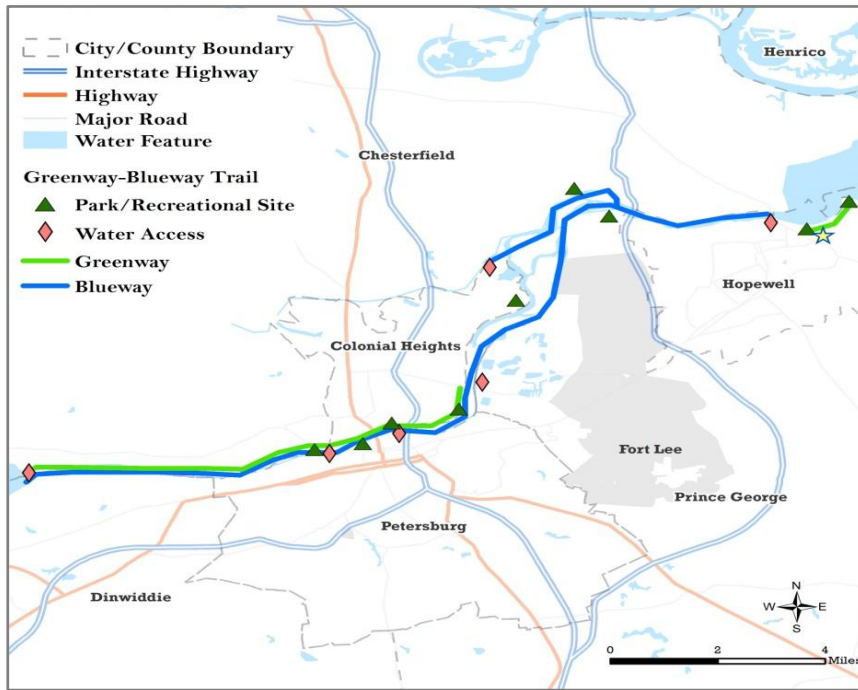 City/County Boundary
Interstate Highway
Highway
Major Road
Water Feature
Greenway-Blueway Trail
Park/Recreational Site
Water Access
Greenway
Blueway
Henrico
Chesterfield
Hopewell
Colonial Heights
Fort Lee
Prince George
Petersburg
Dinwiddie
N
W E
S
0 2 4
Miles